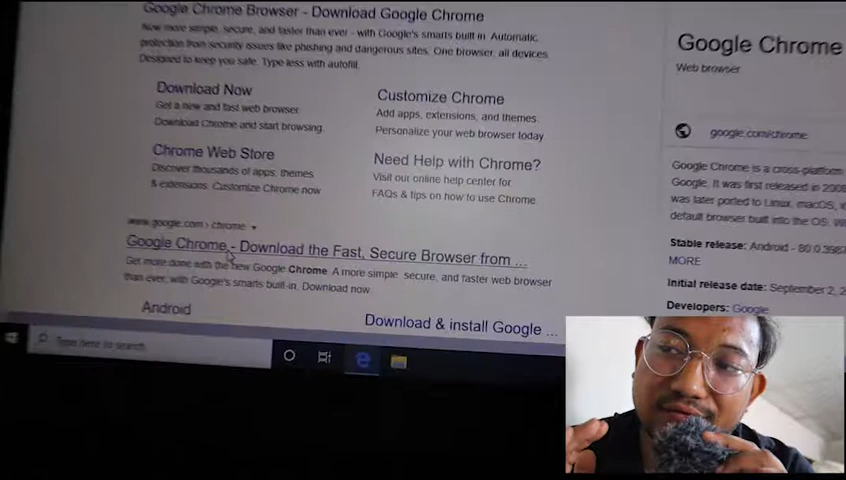 Google Chrome Browser - Download Google Chrome
Now more simple, secure, and faster than ever - with Google's smarts built in. Automatic
protection from security issues like phishing and dangerous sites. One browser, all devices.
Designed to keep you safe. Type less with autofill.
Download Now
Get a new and fast web browser.
Download Chrome and start browsing.
Customize Chrome
Add apps, extensions, and themes.
Personalize your web browser today.
Chrome Web Store
Discover thousands of apps, themes
& extensions. Customize Chrome now
Need Help with Chrome?
Visit our online help center for
FAQs & tips on how to use Chrome.
www.google.com › chrome
Google Chrome - Download the Fast, Secure Browser from ...
Get more done with the new Google Chrome. A more simple, secure, and faster web browser
than ever, with Google's smarts built-in. Download now.
Android
Download & install Google ...
Google Chrome
Web browser
google.com/chrome
Google Chrome is a cross-platform
Google. It was first released in 2008
was later ported to Linux, macOS,
default browser built into the OS.
Stable release: Android - 80.0.3987
MORE
Initial release date: September 2, 2
Developers: Google
Type here to search